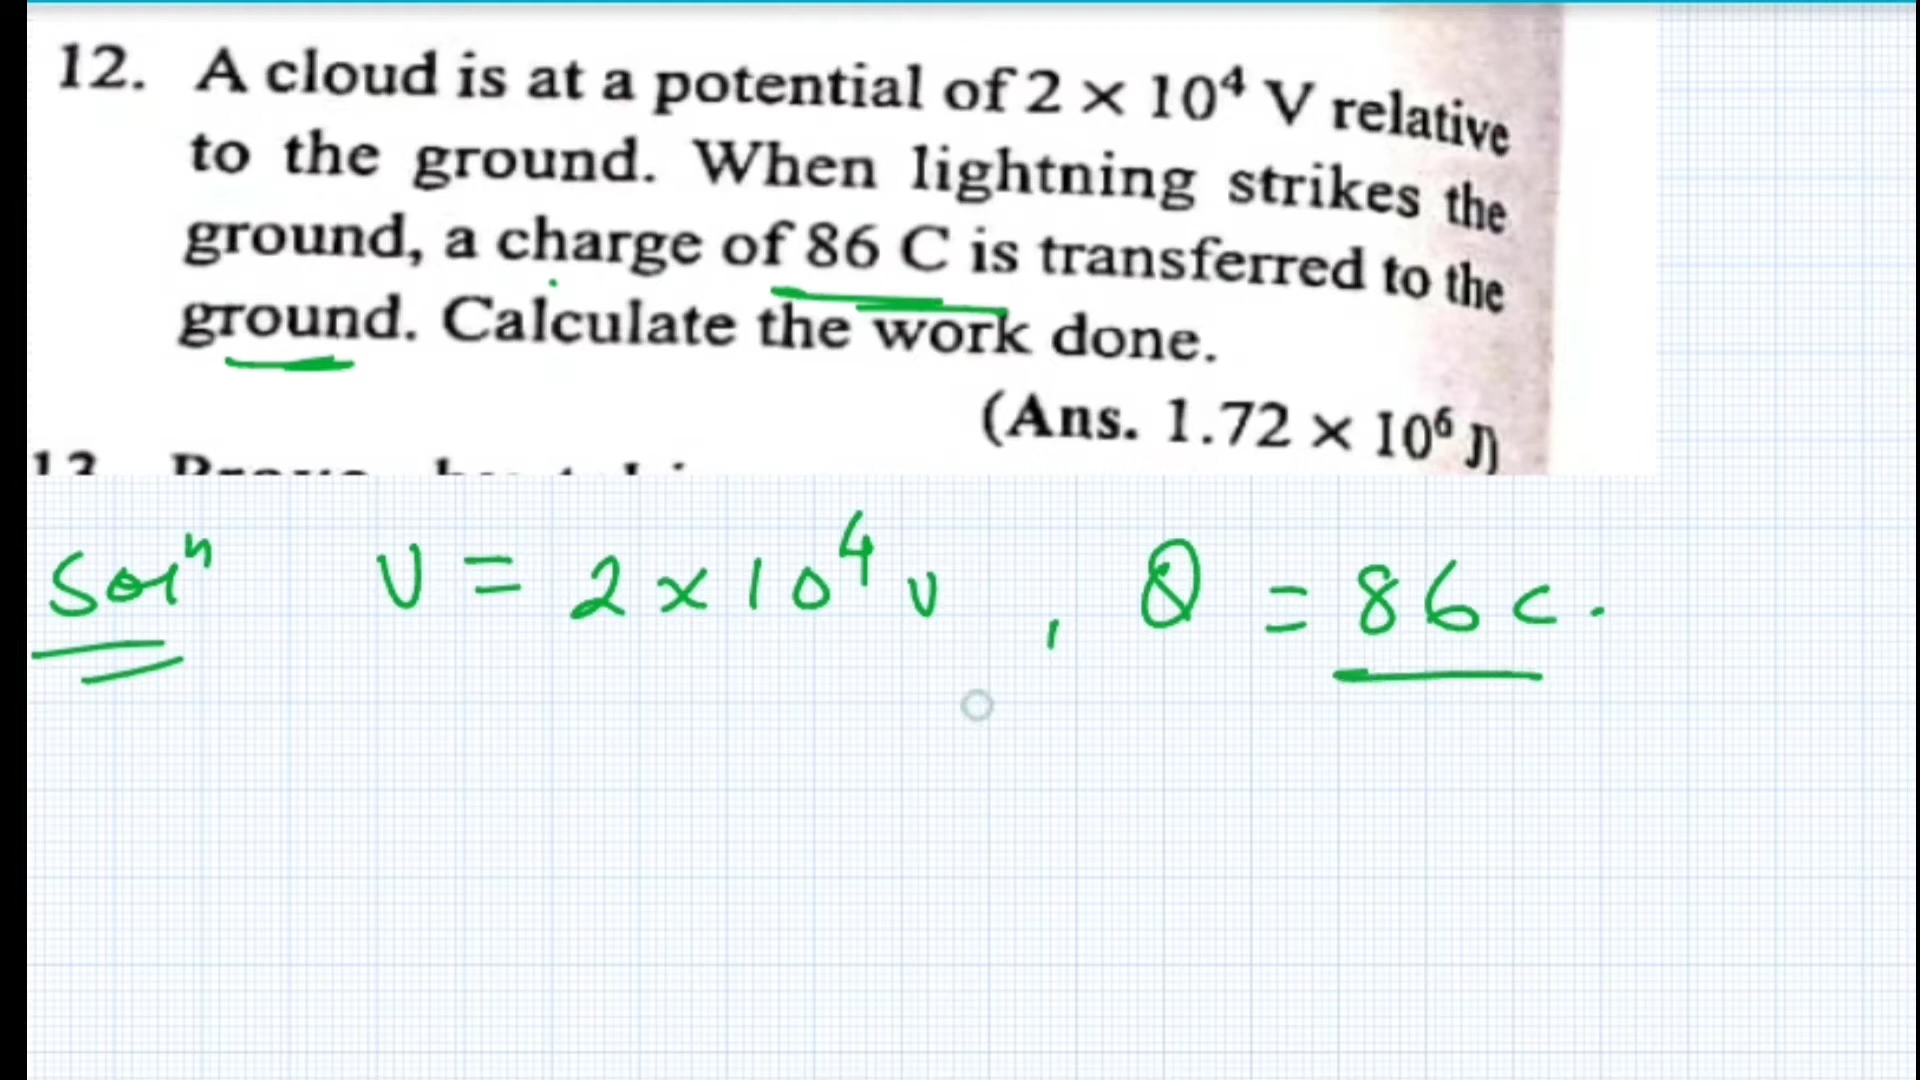 12. A cloud is at a potential of 2 × 10⁴ V relative
to the ground. When lightning strikes the
ground, a charge of 86 C is transferred to the
ground. Calculate the work done.
(Ans. 1.72 × 10⁶ J)
13
Solⁿ V = 2 × 10⁴ V , Q = 86 C.